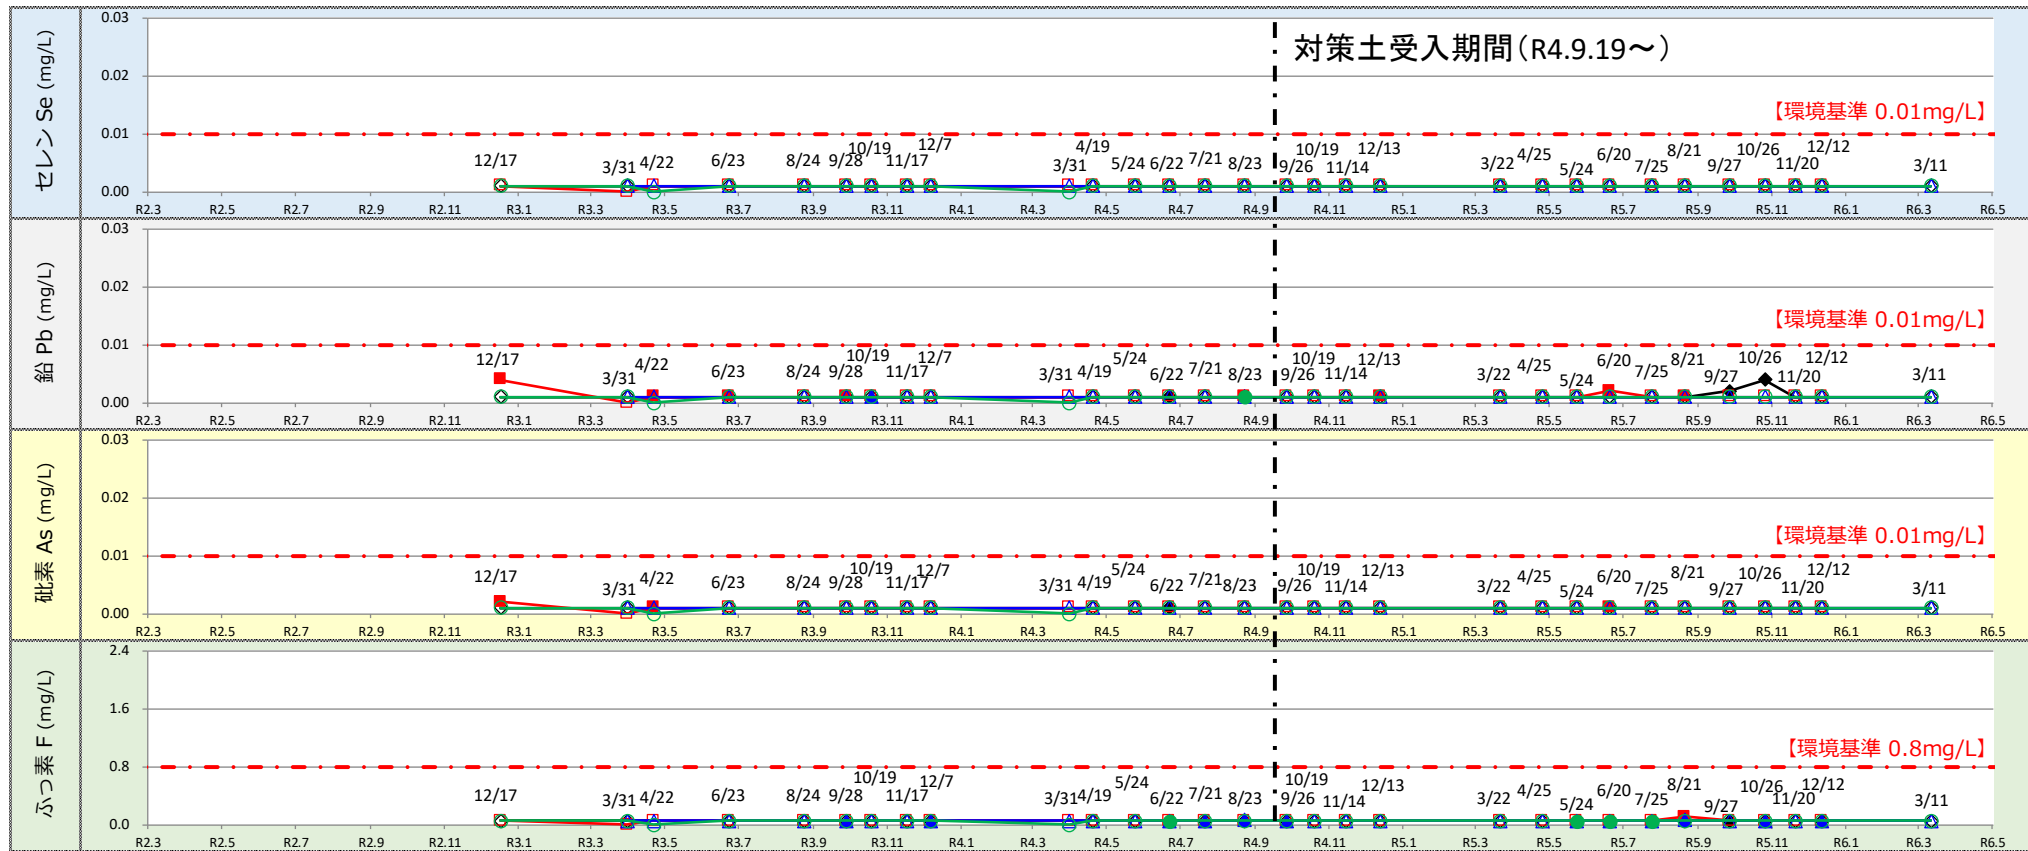 セレン Se (mg/L)
0.03
0.02
0.01
0.00
対策土受入期間(R4.9.19～)
【環境基準 0.01mg/L】
12/17 3/31 4/22 6/23 8/24 9/28 10/19 11/17 12/7 3/31 4/19 5/24 6/22 7/21 8/23 9/26 10/19 11/14 12/13 3/22 4/25 5/24 6/20 7/25 8/21 9/27 10/26 11/20 12/12 3/11
R2.3 R2.5 R2.7 R2.9 R2.11 R3.1 R3.3 R3.5 R3.7 R3.9 R3.11 R4.1 R4.3 R4.5 R4.7 R4.9 R4.11 R5.1 R5.3 R5.5 R5.7 R5.9 R5.11 R6.1 R6.3 R6.5
鉛 Pb (mg/L)
0.03
0.02
0.01
0.00
【環境基準 0.01mg/L】
12/17 3/31 4/22 6/23 8/24 9/28 10/19 11/17 12/7 3/31 4/19 5/24 6/22 7/21 8/23 9/26 10/19 11/14 12/13 3/22 4/25 5/24 6/20 7/25 8/21 9/27 10/26 11/20 12/12 3/11
R2.3 R2.5 R2.7 R2.9 R2.11 R3.1 R3.3 R3.5 R3.7 R3.9 R3.11 R4.1 R4.3 R4.5 R4.7 R4.9 R4.11 R5.1 R5.3 R5.5 R5.7 R5.9 R5.11 R6.1 R6.3 R6.5
砒素 As (mg/L)
0.03
0.02
0.01
0.00
【環境基準 0.01mg/L】
12/17 3/31 4/22 6/23 8/24 9/28 10/19 11/17 12/7 3/31 4/19 5/24 6/22 7/21 8/23 9/26 10/19 11/14 12/13 3/22 4/25 5/24 6/20 7/25 8/21 9/27 10/26 11/20 12/12 3/11
R2.3 R2.5 R2.7 R2.9 R2.11 R3.1 R3.3 R3.5 R3.7 R3.9 R3.11 R4.1 R4.3 R4.5 R4.7 R4.9 R4.11 R5.1 R5.3 R5.5 R5.7 R5.9 R5.11 R6.1 R6.3 R6.5
ふっ素 F (mg/L)
2.4
1.6
0.8
0.0
【環境基準 0.8mg/L】
12/17 3/31 4/22 6/23 8/24 9/28 10/19 11/17 12/7 3/31 4/19 5/24 6/22 7/21 8/23 9/26 10/19 11/14 12/13 3/22 4/25 5/24 6/20 7/25 8/21 9/27 10/26 11/20 12/12 3/11
R2.3 R2.5 R2.7 R2.9 R2.11 R3.1 R3.3 R3.5 R3.7 R3.9 R3.11 R4.1 R4.3 R4.5 R4.7 R4.9 R4.11 R5.1 R5.3 R5.5 R5.7 R5.9 R5.11 R6.1 R6.3 R6.5